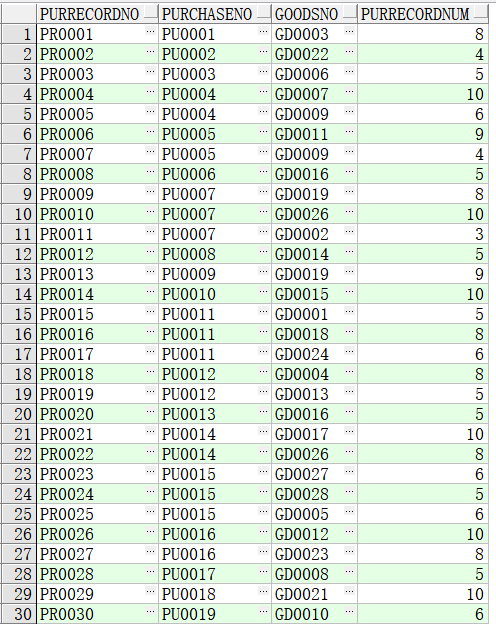 PURRECORDNO PURCHASENO GOODSNO PURRECORDNUM
1 PR0001 ... PU0001 ... GD0003 ... 8
2 PR0002 ... PU0002 ... GD0022 ... 4
3 PR0003 ... PU0003 ... GD0006 ... 5
4 PR0004 ... PU0004 ... GD0007 ... 10
5 PR0005 ... PU0004 ... GD0009 ... 6
6 PR0006 ... PU0005 ... GD0011 ... 9
7 PR0007 ... PU0005 ... GD0009 ... 4
8 PR0008 ... PU0006 ... GD0016 ... 5
9 PR0009 ... PU0007 ... GD0019 ... 8
10 PR0010 ... PU0007 ... GD0026 ... 10
11 PR0011 ... PU0007 ... GD0002 ... 3
12 PR0012 ... PU0008 ... GD0014 ... 5
13 PR0013 ... PU0009 ... GD0019 ... 9
14 PR0014 ... PU0010 ... GD0015 ... 10
15 PR0015 ... PU0011 ... GD0001 ... 5
16 PR0016 ... PU0011 ... GD0018 ... 8
17 PR0017 ... PU0011 ... GD0024 ... 6
18 PR0018 ... PU0012 ... GD0004 ... 8
19 PR0019 ... PU0012 ... GD0013 ... 5
20 PR0020 ... PU0013 ... GD0016 ... 5
21 PR0021 ... PU0014 ... GD0017 ... 10
22 PR0022 ... PU0014 ... GD0026 ... 8
23 PR0023 ... PU0015 ... GD0027 ... 6
24 PR0024 ... PU0015 ... GD0028 ... 5
25 PR0025 ... PU0015 ... GD0005 ... 6
26 PR0026 ... PU0016 ... GD0012 ... 10
27 PR0027 ... PU0016 ... GD0023 ... 8
28 PR0028 ... PU0017 ... GD0008 ... 5
29 PR0029 ... PU0018 ... GD0021 ... 10
30 PR0030 ... PU0019 ... GD0010 ... 6